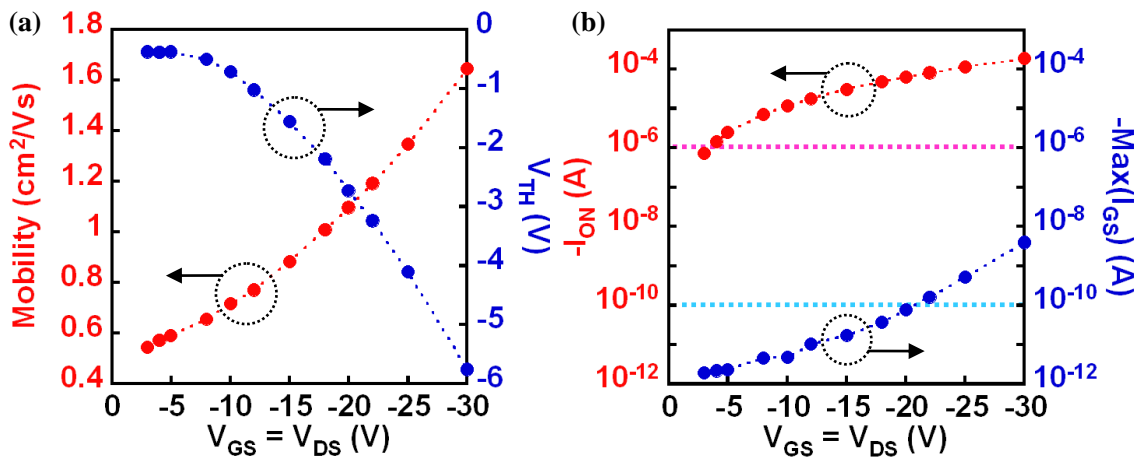 (a)
Mobility (cm²/Vs)
1.8
1.6
1.4
1.2
1
0.8
0.6
0.4
0
-1
-2
-3
-4
-5
-6
V_TH (V)
0 -5 -10 -15 -20 -25 -30
V_GS = V_DS (V)
(b)
-I_ON (A)
10⁻⁴
10⁻⁶
10⁻⁸
10⁻¹⁰
10⁻¹²
10⁻⁴
10⁻⁶
10⁻⁸
10⁻¹⁰
10⁻¹²
-Max(I_GS) (A)
0 -5 -10 -15 -20 -25 -30
V_GS = V_DS (V)